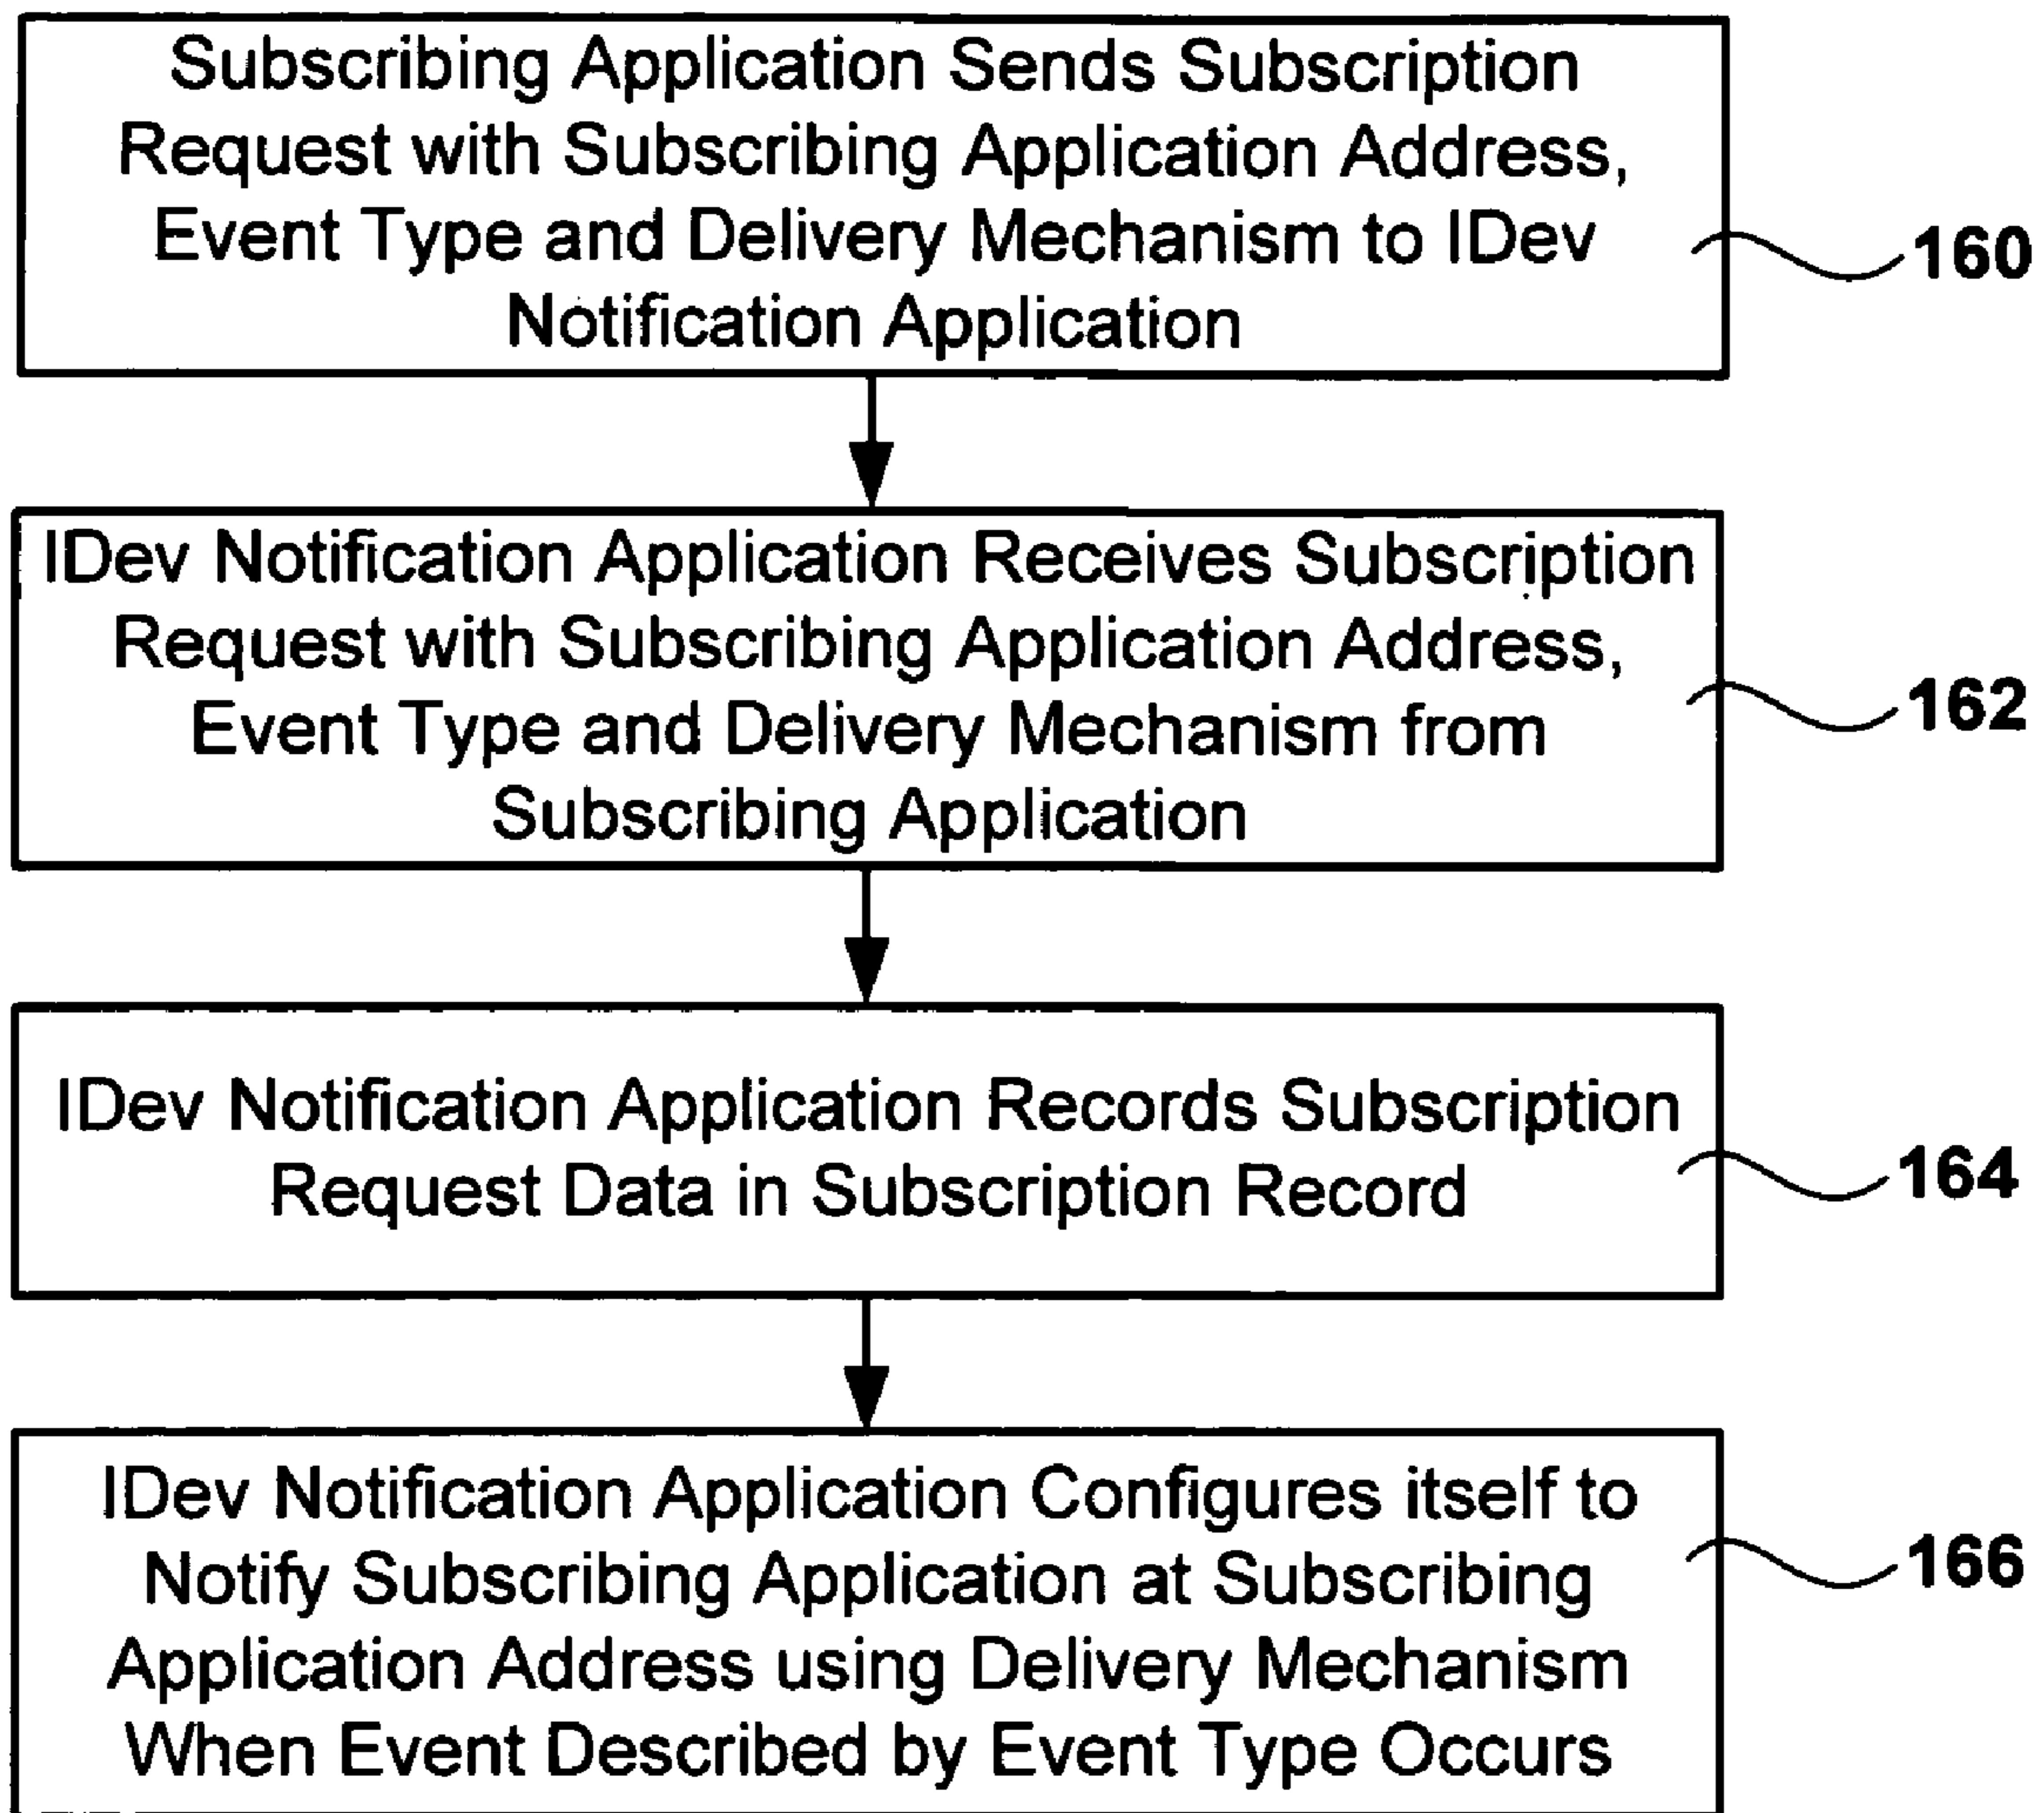 Subscribing Application Sends Subscription
Request with Subscribing Application Address,
Event Type and Delivery Mechanism to IDev
Notification Application
160
IDev Notification Application Receives Subscription
Request with Subscribing Application Address,
Event Type and Delivery Mechanism from
Subscribing Application
162
IDev Notification Application Records Subscription
Request Data in Subscription Record
164
IDev Notification Application Configures itself to
Notify Subscribing Application at Subscribing
Application Address using Delivery Mechanism
When Event Described by Event Type Occurs
166